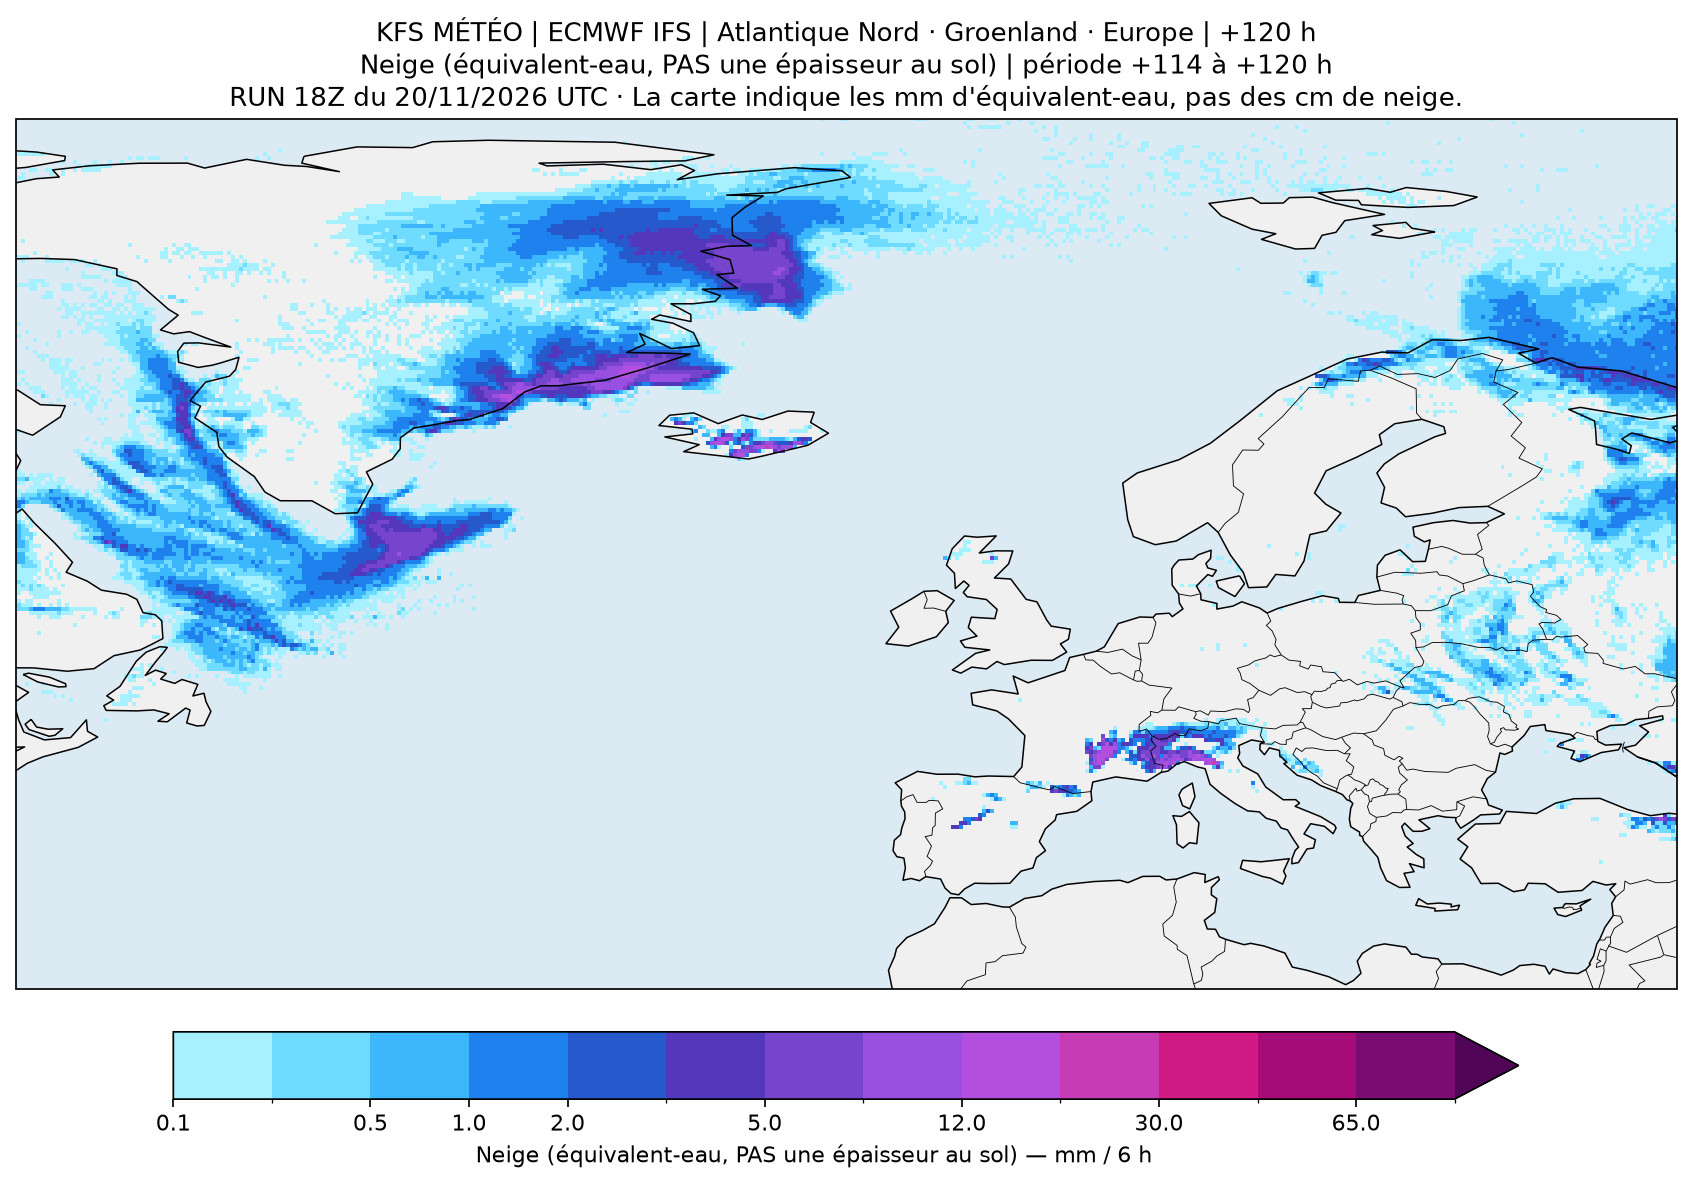 KFS MÉTÉO | ECMWF IFS | Atlantique Nord · Groenland · Europe | +120 h
Neige (équivalent-eau, PAS une épaisseur au sol) | période +114 à +120 h
RUN 18Z du 20/11/2026 UTC · La carte indique les mm d'équivalent-eau, pas des cm de neige.
0.1 0.5 1.0 2.0 5.0 12.0 30.0 65.0
Neige (équivalent-eau, PAS une épaisseur au sol) — mm / 6 h